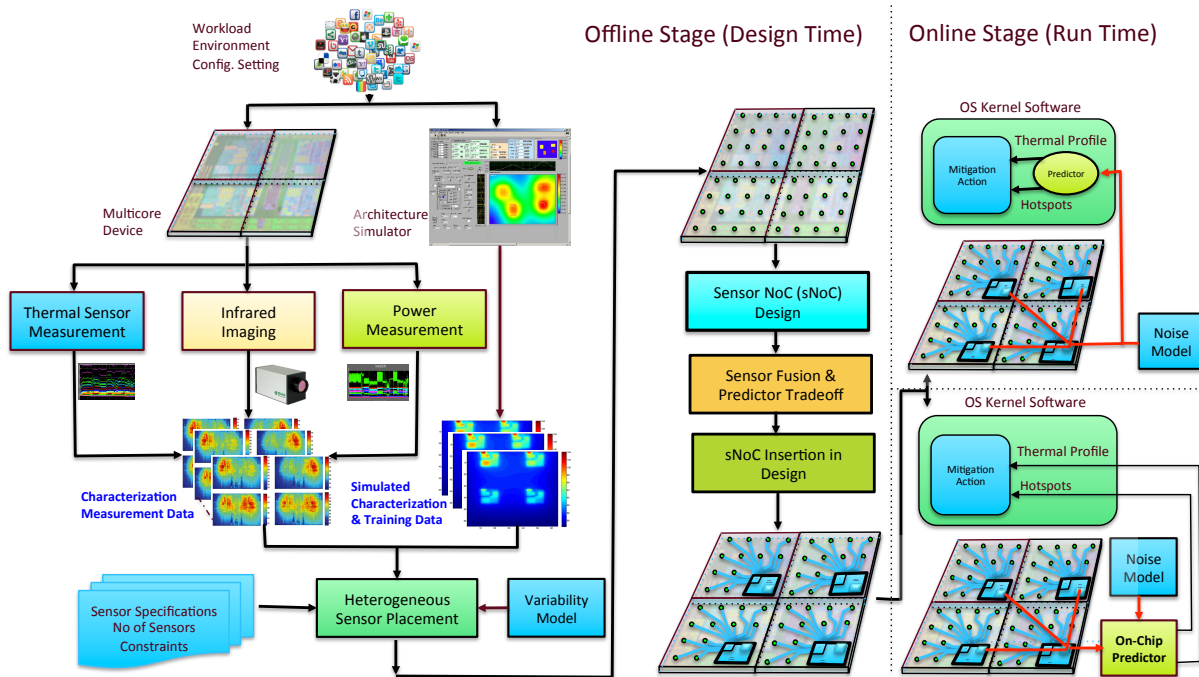 Workload
Environment
Config. Setting
Offline Stage (Design Time)
Online Stage (Run Time)
Multicore
Device
Architecture
Simulator
Thermal Sensor
Measurement
Infrared
Imaging
Power
Measurement
Characterization
Measurement Data
Simulated
Characterization
& Training Data
Sensor Specifications
No of Sensors
Constraints
Heterogeneous
Sensor Placement
Variability
Model
Sensor NoC (sNoC)
Design
Sensor Fusion &
Predictor Tradeoff
sNoC Insertion in
Design
OS Kernel Software
Thermal Profile
Mitigation
Action
Predictor
Hotspots
Noise
Model
OS Kernel Software
Thermal Profile
Mitigation
Action
Hotspots
Noise
Model
On-Chip
Predictor